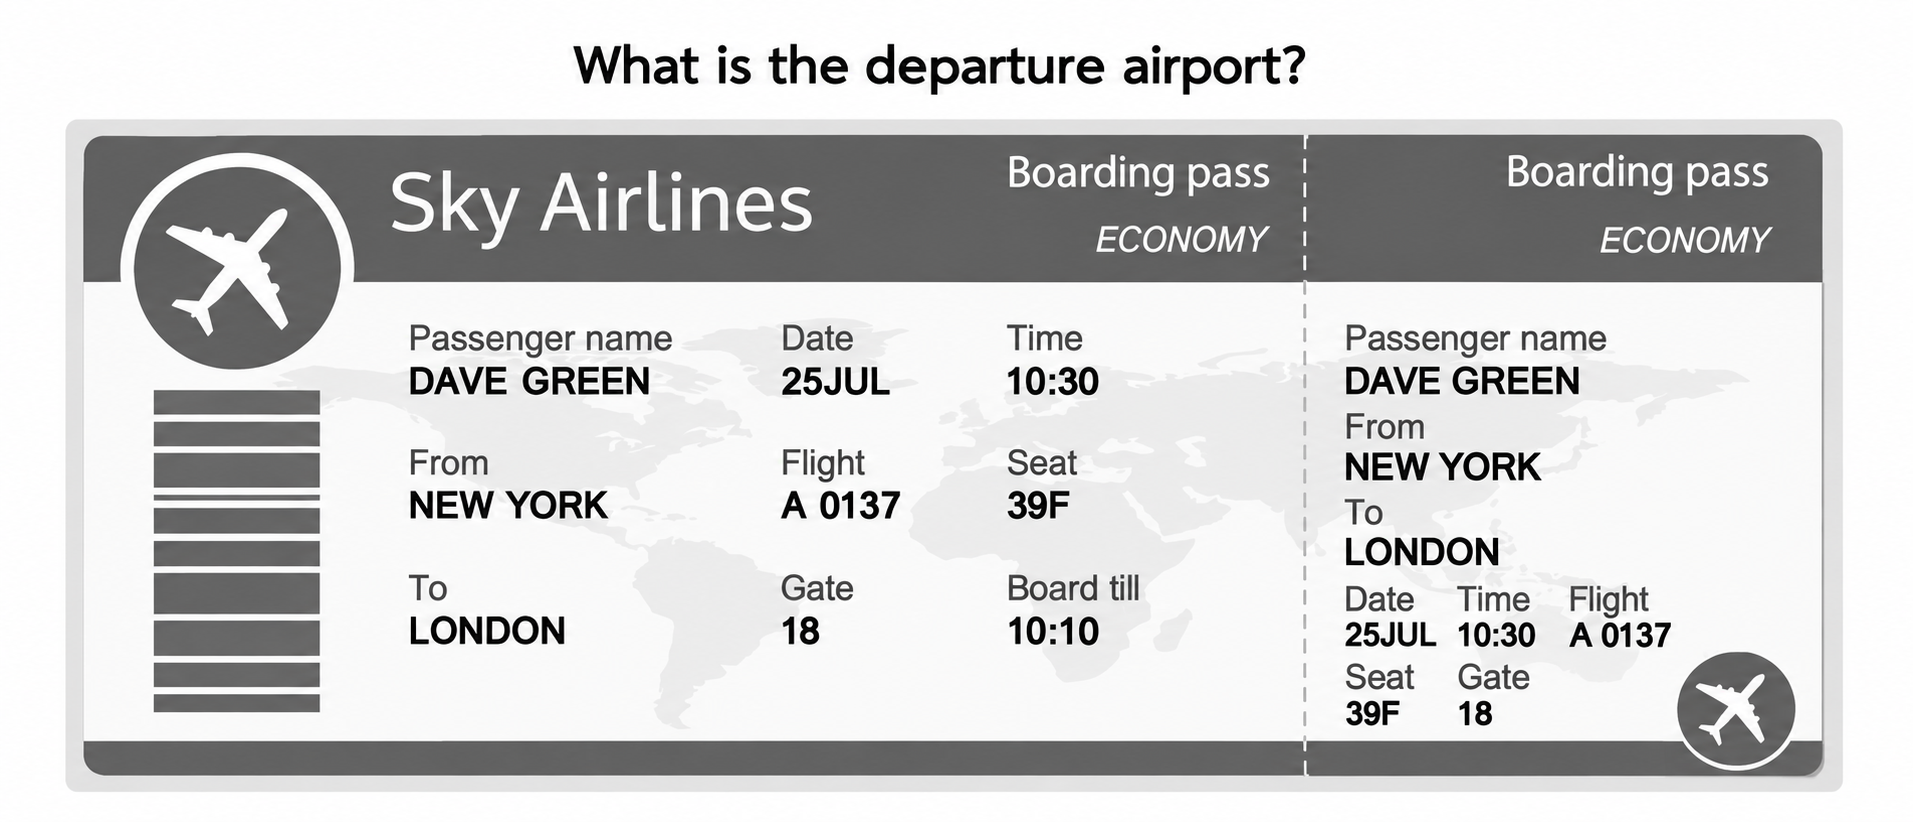 What is the departure airport?
Sky Airlines
Boarding pass
ECONOMY
Passenger name
DAVE GREEN
Date
25JUL
Time
10:30
From
NEW YORK
Flight
A 0137
Seat
39F
To
LONDON
Gate
18
Board till
10:10
Boarding pass
ECONOMY
Passenger name
DAVE GREEN
From
NEW YORK
To
LONDON
Date Time Flight
25JUL 10:30 A 0137
Seat Gate
39F 18